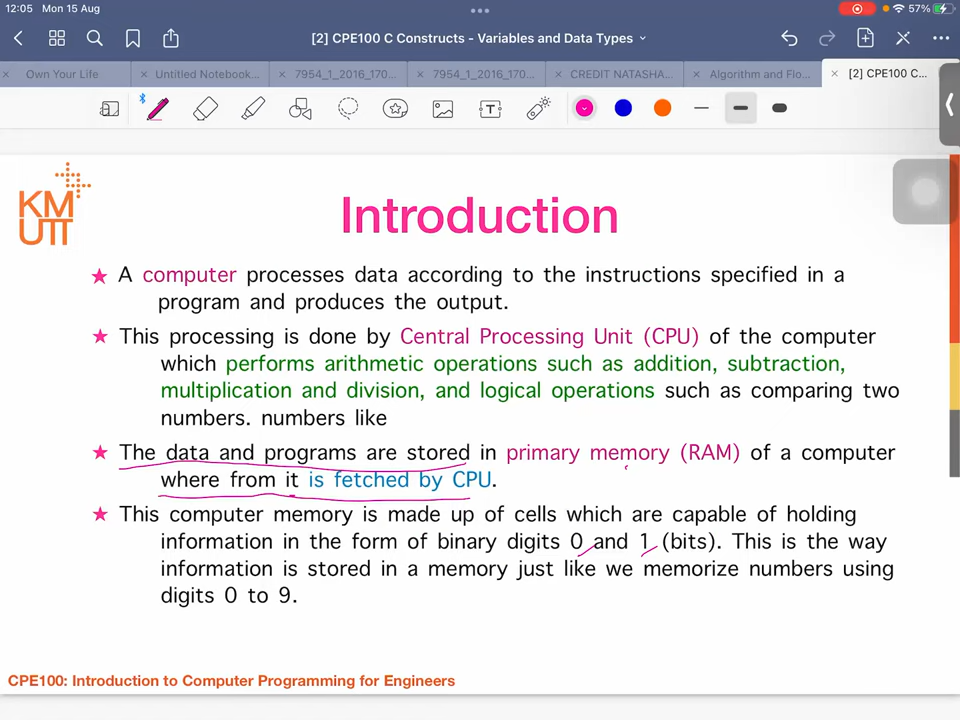 12:05 Mon 15 Aug
57%
[2] CPE100 C Constructs - Variables and Data Types
Own Your Life
Untitled Notebook...
7954_1_2016_170...
7954_1_2016_170...
CREDIT NATASHA...
Algorithm and Flo...
[2] CPE100 C...
T
KM
UTT
Introduction
A computer processes data according to the instructions specified in a
program and produces the output.
This processing is done by Central Processing Unit (CPU) of the computer
which performs arithmetic operations such as addition, subtraction,
multiplication and division, and logical operations such as comparing two
numbers. numbers like
The data and programs are stored in primary memory (RAM) of a computer
where from it is fetched by CPU.
This computer memory is made up of cells which are capable of holding
information in the form of binary digits 0 and 1 (bits). This is the way
information is stored in a memory just like we memorize numbers using
digits 0 to 9.
CPE100: Introduction to Computer Programming for Engineers